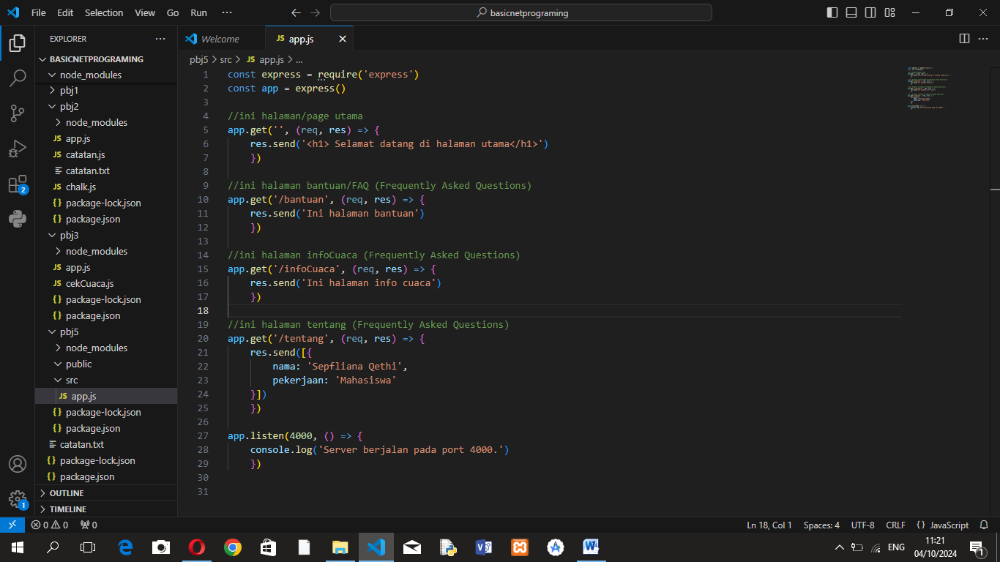 File Edit Selection View Go Run ··· basicnetprograming
EXPLORER ···
BASICNETPROGRAMING
node_modules
pbj1
pbj2
node_modules
JS app.js
JS catatan.js
catatan.txt
JS chalk.js
{} package-lock.json
{} package.json
pbj3
node_modules
JS app.js
JS cekCuaca.js
{} package-lock.json
{} package.json
pbj5
node_modules
public
src
JS app.js
{} package-lock.json
{} package.json
catatan.txt
{} package-lock.json
{} package.json
OUTLINE
TIMELINE
2
1
Welcome JS app.js
pbj5 > src > JS app.js > ...
1 const express = require('express')
2 const app = express()
3
4 //ini halaman/page utama
5 app.get('', (req, res) => {
6 res.send('<h1> Selamat datang di halaman utama</h1>')
7 })
8
9 //ini halaman bantuan/FAQ (Frequently Asked Questions)
10 app.get('/bantuan', (req, res) => {
11 res.send('Ini halaman bantuan')
12 })
13
14 //ini halaman infoCuaca (Frequently Asked Questions)
15 app.get('/infoCuaca', (req, res) => {
16 res.send('Ini halaman info cuaca')
17 })
18
19 //ini halaman tentang (Frequently Asked Questions)
20 app.get('/tentang', (req, res) => {
21 res.send([{
22 nama: 'Sepfliana Qethi',
23 pekerjaan: 'Mahasiswa'
24 }])
25 })
26
27 app.listen(4000, () => {
28 console.log('Server berjalan pada port 4000.')
29 })
30
31
0 0 0 Ln 18, Col 1 Spaces: 4 UTF-8 CRLF {} JavaScript
ENG 11:21
04/10/2024 1